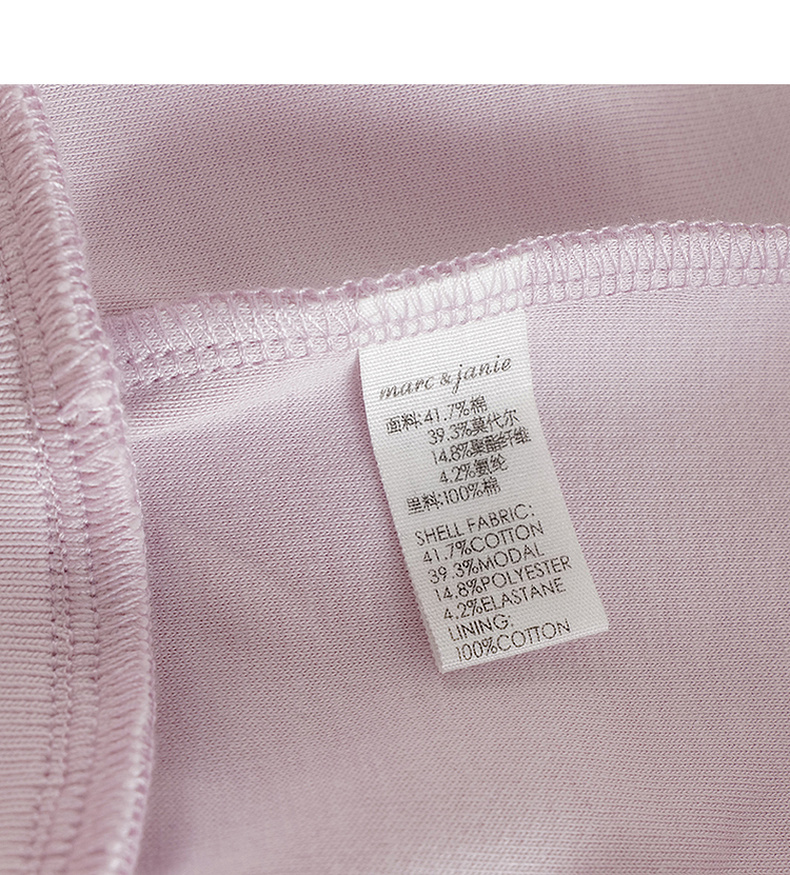 marc & janie
面料:41.7%棉
39.3%莫代尔
14.8%聚酯纤维
4.2%氨纶
里料:100%棉
SHELL FABRIC:
41.7%COTTON
39.3%MODAL
14.8%POLYESTER
4.2%ELASTANE
LINING:
100%COTTON